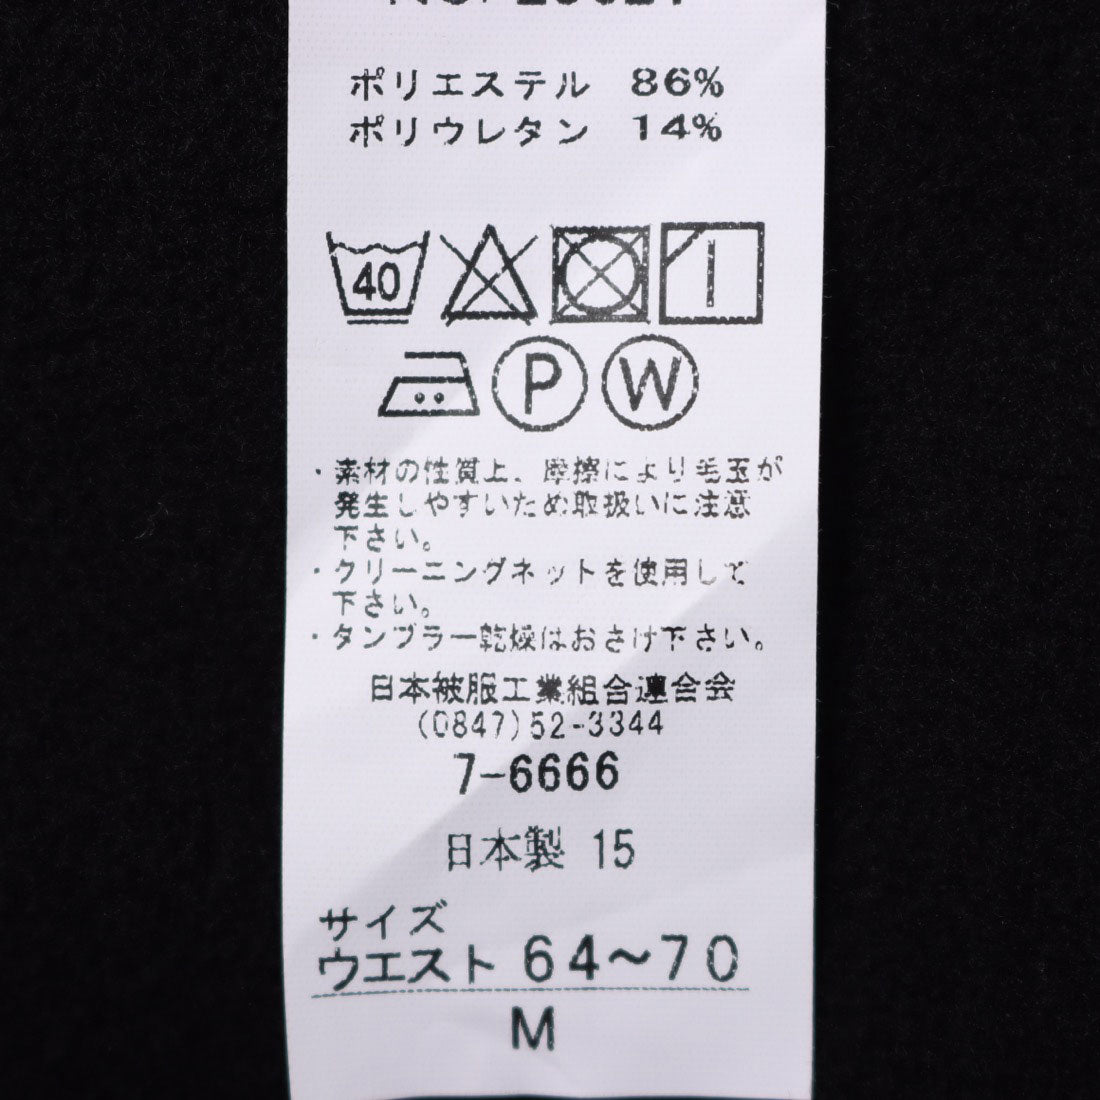 ポリエステル 86%
ポリウレタン 14%
40
P W
・素材の性質上、摩擦により毛玉が
発生しやすいため取扱いに注意
下さい。
・クリーニングネットを使用して
下さい。
・タンブラー乾燥はおさけ下さい。
日本被服工業組合連合会
(0847)52-3344
7-6666
日本製 15
サイズ
ウエスト 64〜70
M